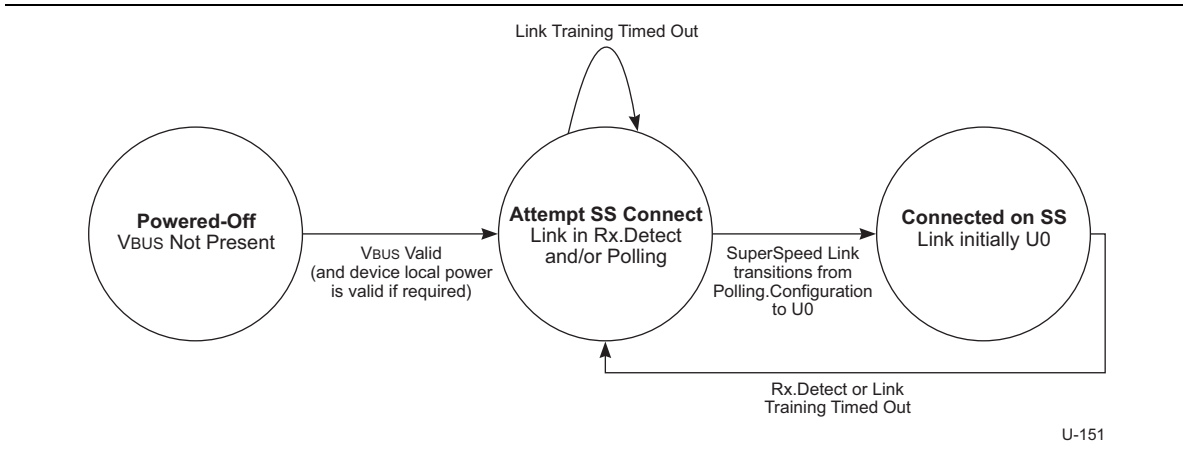 Link Training Timed Out
Powered-Off
VBUS Not Present
VBUS Valid
(and device local power
is valid if required)
Attempt SS Connect
Link in Rx.Detect
and/or Polling
SuperSpeed Link
transitions from
Polling.Configuration
to U0
Connected on SS
Link initially U0
Rx.Detect or Link
Training Timed Out
U-151